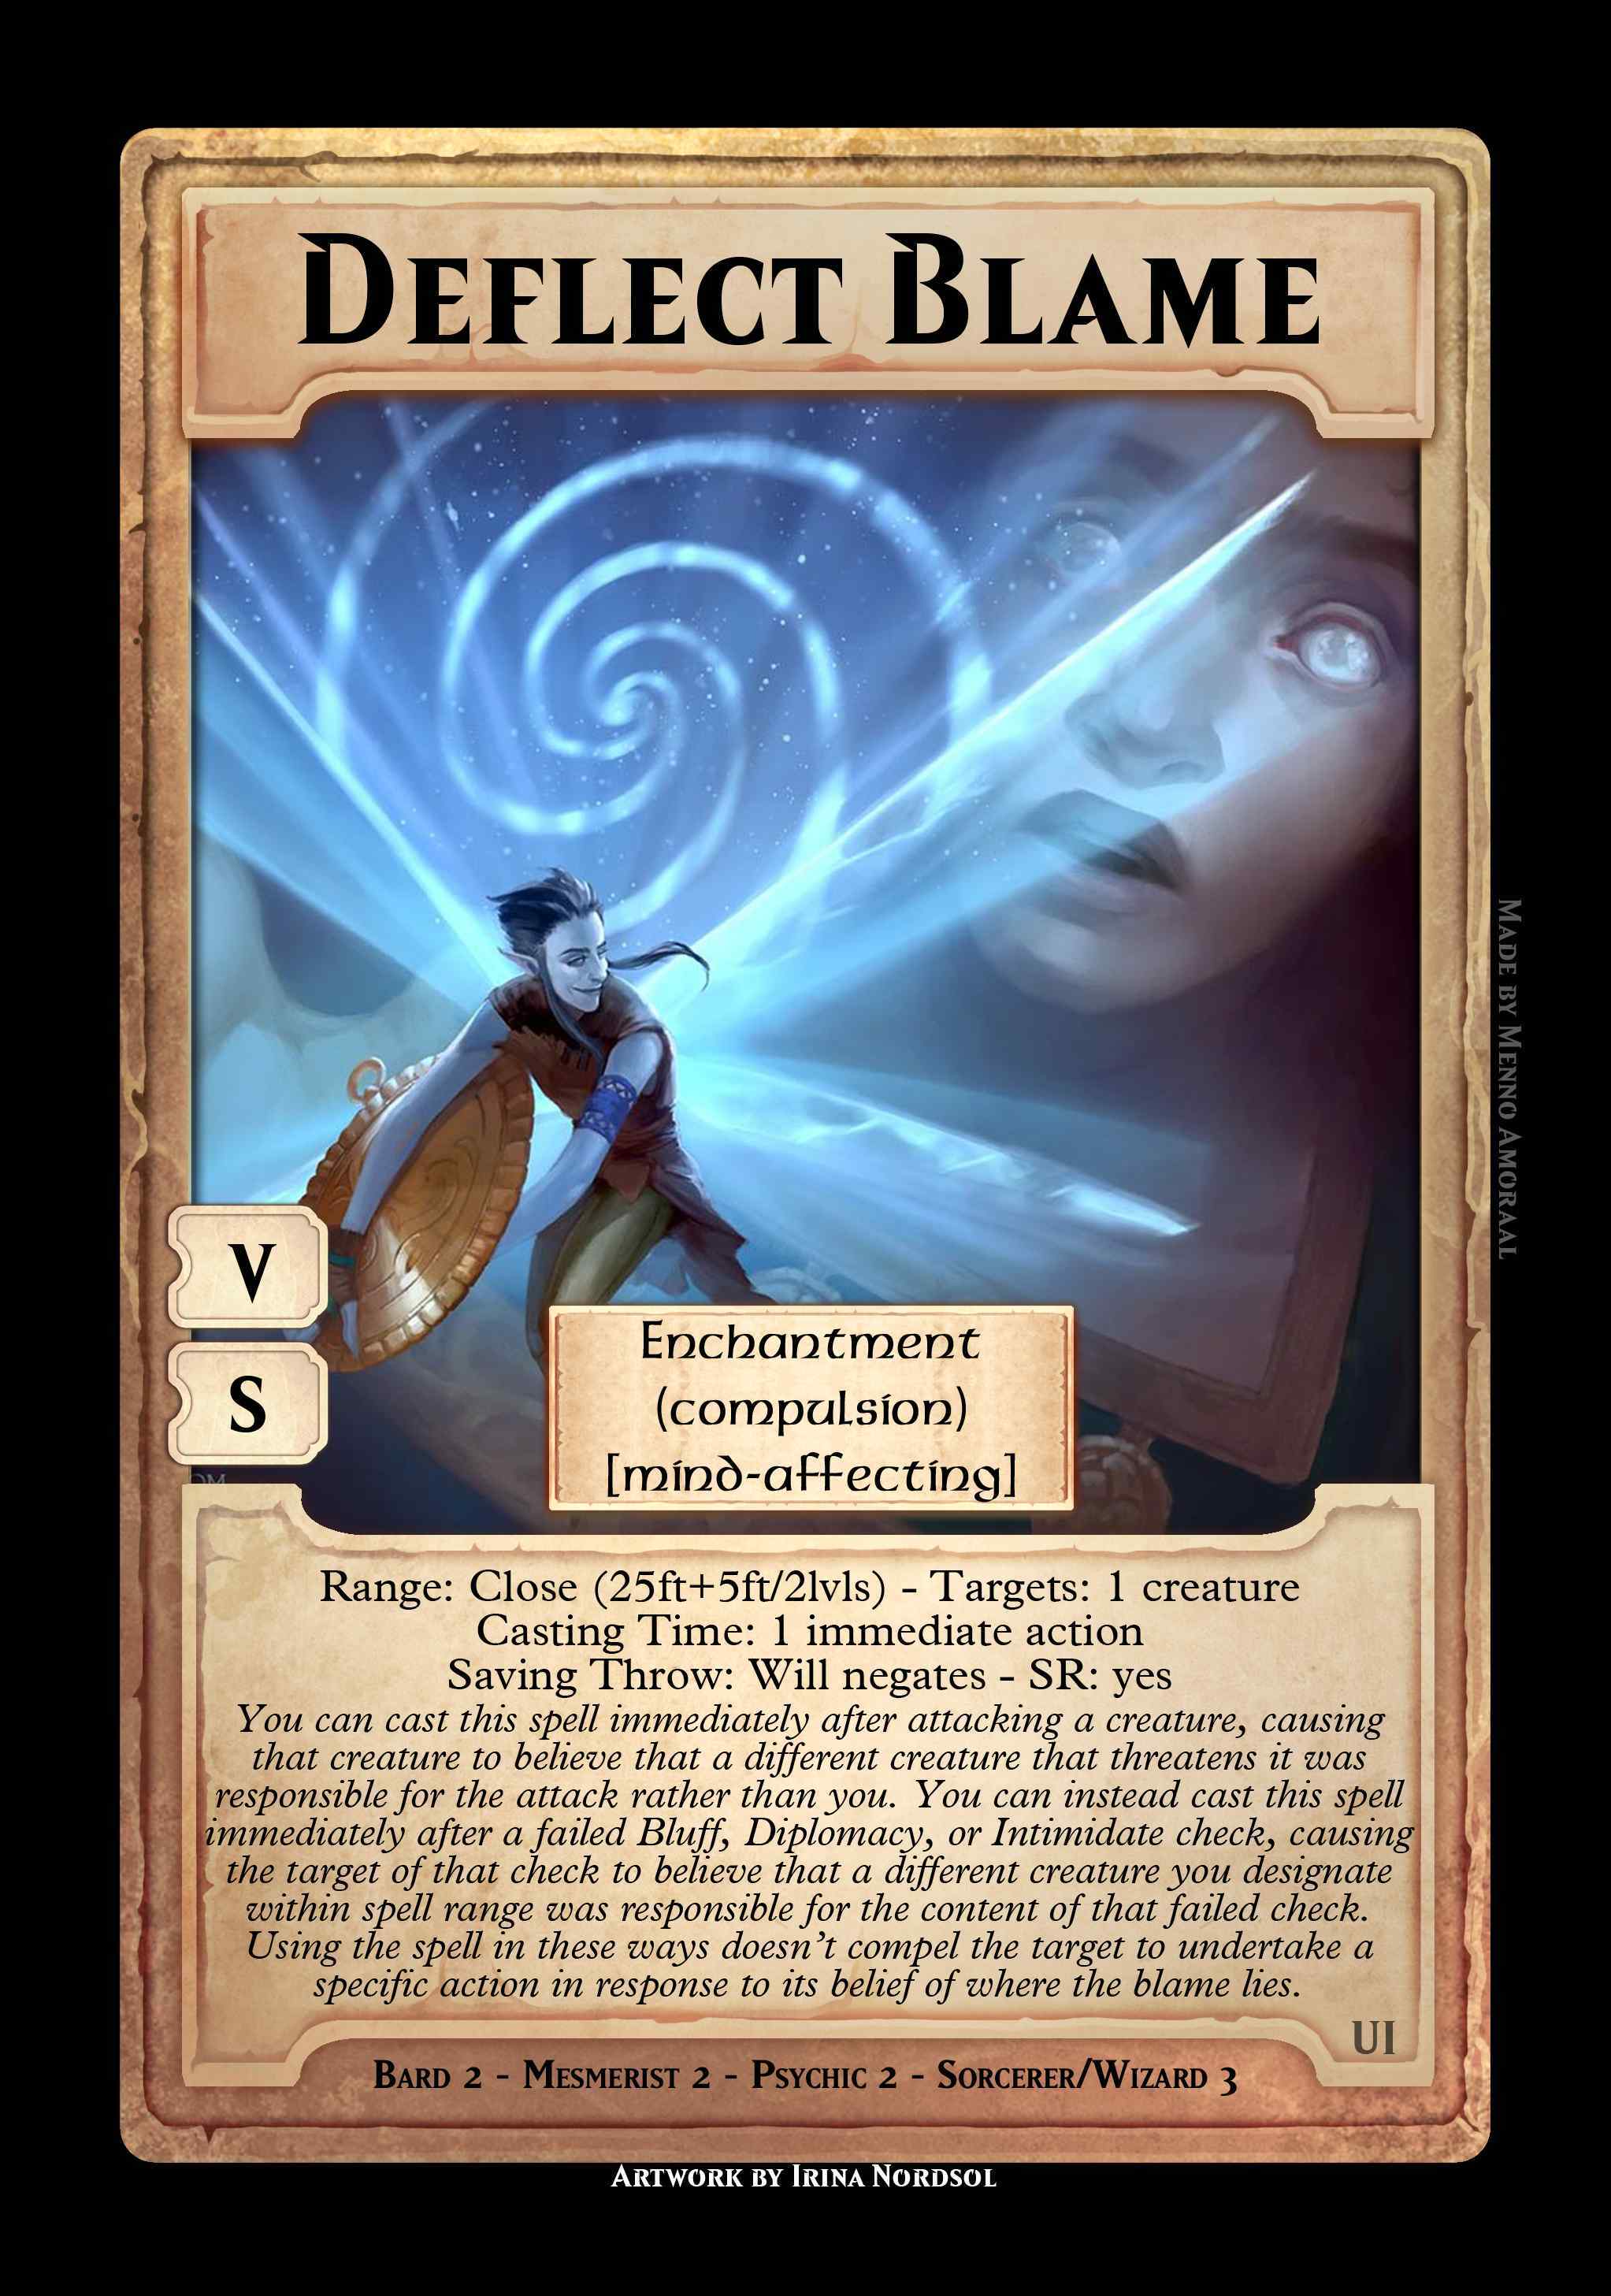 Deflect Blame
V
S
Enchantment
(compulsion)
[mind-affecting]
Range: Close (25ft+5ft/2lvls) - Targets: 1 creature
Casting Time: 1 immediate action
Saving Throw: Will negates - SR: yes
You can cast this spell immediately after attacking a creature, causing
that creature to believe that a different creature that threatens it was
responsible for the attack rather than you. You can instead cast this spell
immediately after a failed Bluff, Diplomacy, or Intimidate check, causing
the target of that check to believe that a different creature you designate
within spell range was responsible for the content of that failed check.
Using the spell in these ways doesn't compel the target to undertake a
specific action in response to its belief of where the blame lies.
UI
Bard 2 - Mesmerist 2 - Psychic 2 - Sorcerer/Wizard 3
Artwork by Irina Nordsol
Made by Menno Amoraal